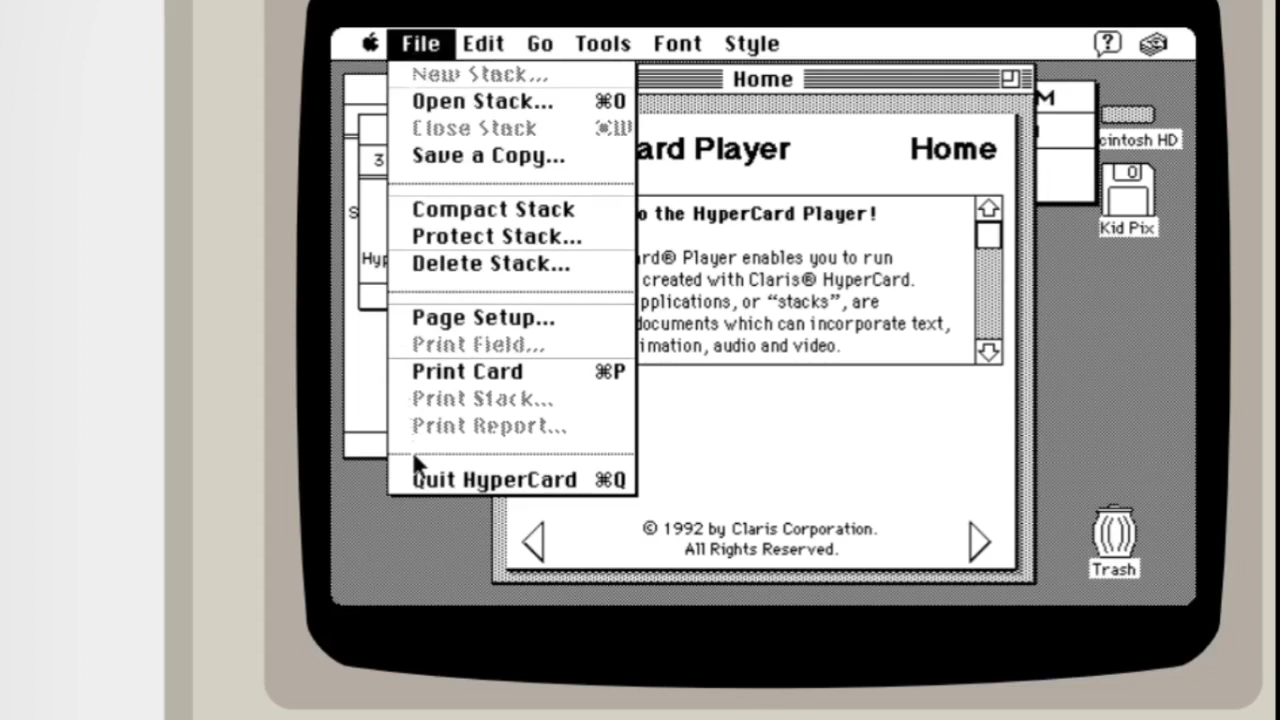 File Edit Go Tools Font Style
New Stack...
Open Stack... ⌘O
Close Stack ⌘W
Save a Copy...
Compact Stack
Protect Stack...
Delete Stack...
Page Setup...
Print Field...
Print Card ⌘P
Print Stack...
Print Report...
Quit HyperCard ⌘Q
Home
ard Player
Home
o the HyperCard Player!
rd® Player enables you to run
created with Claris® HyperCard.
pplications, or “stacks”, are
documents which can incorporate text,
imation, audio and video.
© 1992 by Claris Corporation.
All Rights Reserved.
3
S
Hyp
M
cintosh HD
Kid Pix
Trash